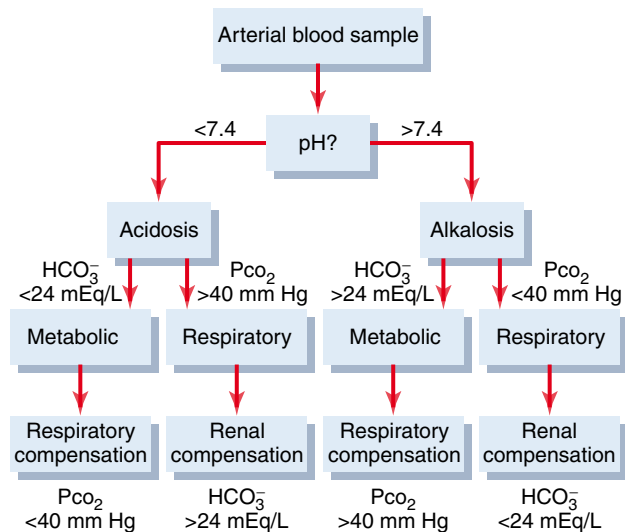 Arterial blood sample
<7.4
pH?
>7.4
Acidosis
Alkalosis
HCO₃⁻
<24 mEq/L
Pco₂
>40 mm Hg
HCO₃⁻
>24 mEq/L
Pco₂
<40 mm Hg
Metabolic
Respiratory
Metabolic
Respiratory
Respiratory
compensation
Renal
compensation
Respiratory
compensation
Renal
compensation
Pco₂
<40 mm Hg
HCO₃⁻
>24 mEq/L
Pco₂
>40 mm Hg
HCO₃⁻
<24 mEq/L